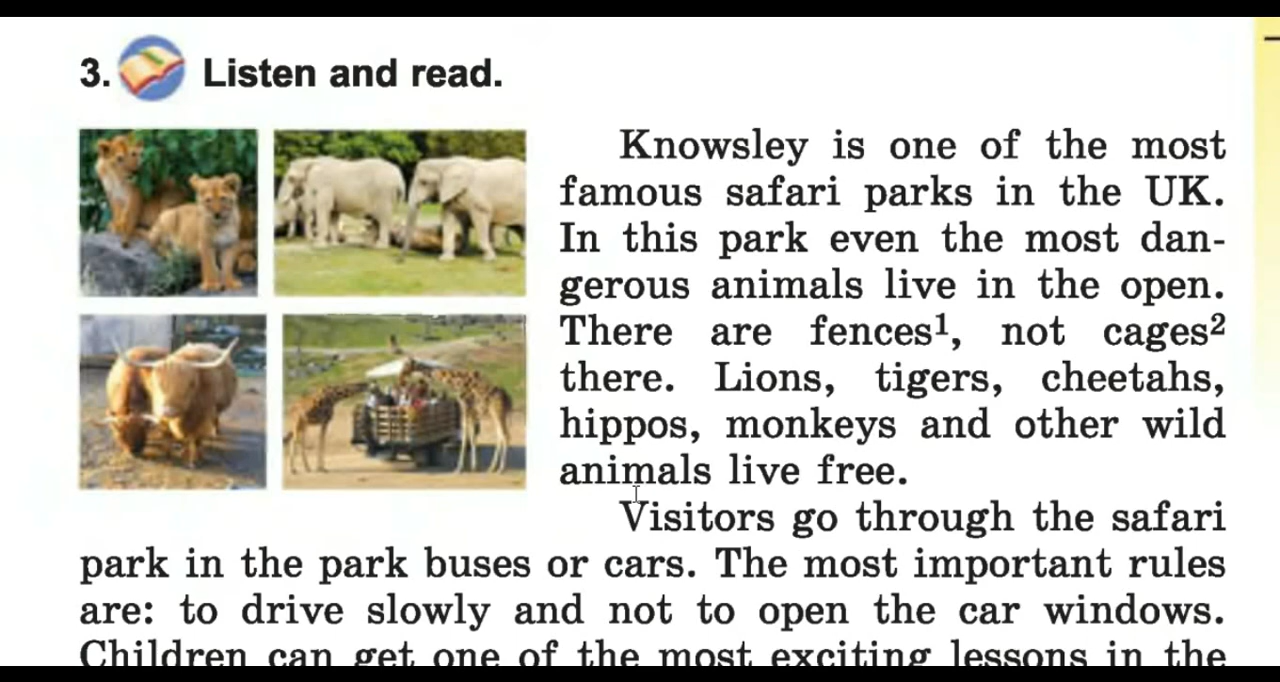 3. Listen and read.
Knowsley is one of the most
famous safari parks in the UK.
In this park even the most dan-
gerous animals live in the open.
There are fences¹, not cages²
there. Lions, tigers, cheetahs,
hippos, monkeys and other wild
animals live free.
Visitors go through the safari
park in the park buses or cars. The most important rules
are: to drive slowly and not to open the car windows.
Children can get one of the most exciting lessons in the